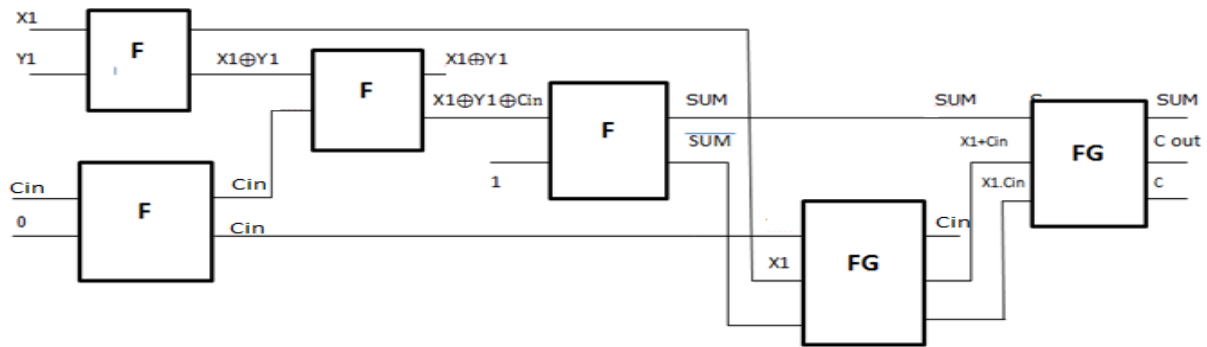 X1
F
Y1
X1⊕Y1
F
X1⊕Y1
X1⊕Y1⊕Cin
F
SUM
SUM
1
Cin
0
F
Cin
Cin
X1
FG
Cin
SUM
X1+Cin
X1.Cin
FG
SUM
C out
C